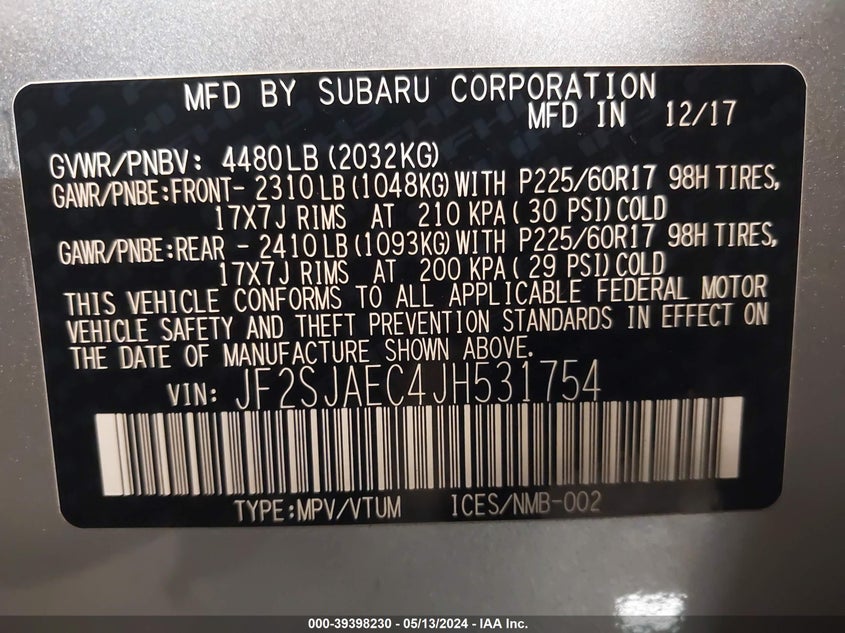 MFD BY SUBARU CORPORATION
MFD IN 12/17
GVWR/PNBV: 4480LB (2032KG)
GAWR/PNBE:FRONT- 2310LB (1048KG) WITH P225/60R17 98H TIRES,
17X7J RIMS AT 210 KPA ( 30 PSI) COLD
GAWR/PNBE:REAR - 2410LB (1093KG) WITH P225/60R17 98H TIRES,
17X7J RIMS AT 200 KPA ( 29 PSI) COLD
THIS VEHICLE CONFORMS TO ALL APPLICABLE FEDERAL MOTOR
VEHICLE SAFETY AND THEFT PREVENTION STANDARDS IN EFFECT ON
THE DATE OF MANUFACTURE SHOWN ABOVE.
VIN: JF2SJAEC4JH531754
TYPE:MPV/VTUM ICES/NMB-002
000-39398230 - 05/13/2024 - IAA Inc.